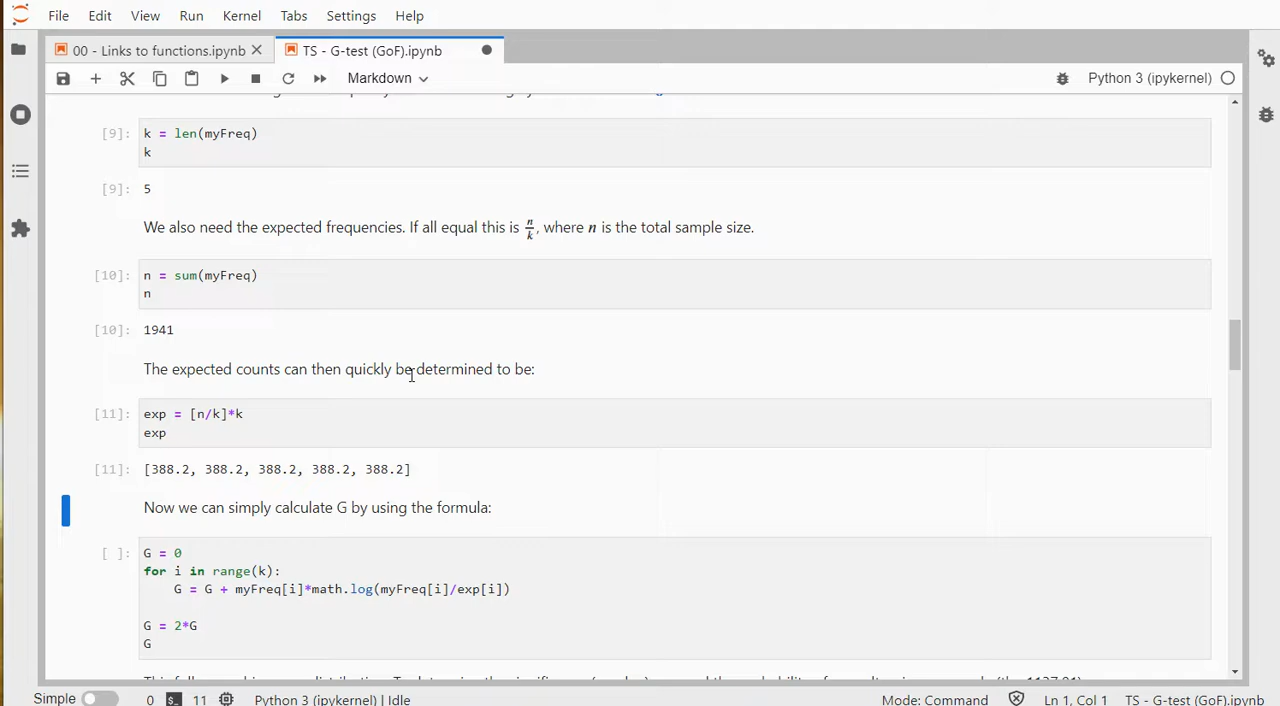 File Edit View Run Kernel Tabs Settings Help
00 - Links to functions.ipynb TS - G-test (GoF).ipynb
Markdown Python 3 (ipykernel)
[9]: k = len(myFreq)
k
[9]: 5
We also need the expected frequencies. If all equal this is n/k, where n is the total sample size.
[10]: n = sum(myFreq)
n
[10]: 1941
The expected counts can then quickly be determined to be:
[11]: exp = [n/k]*k
exp
[11]: [388.2, 388.2, 388.2, 388.2, 388.2]
Now we can simply calculate G by using the formula:
[ ]: G = 0
for i in range(k):
G = G + myFreq[i]*math.log(myFreq[i]/exp[i])
G = 2*G
G
Simple 0 11 Python 3 (ipykernel) | Idle Mode: Command Ln 1, Col 1 TS - G-test (GoF).ipynb